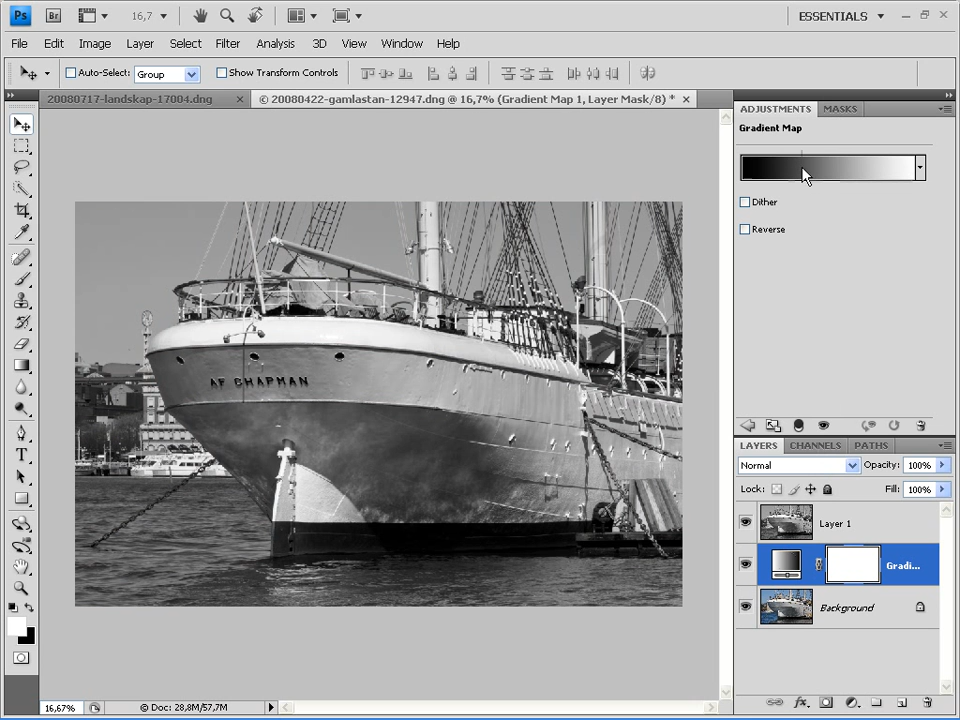 Ps Br 16,7 ESSENTIALS
File Edit Image Layer Select Filter Analysis 3D View Window Help
Auto-Select: Group Show Transform Controls
20080717-landskap-17004.dng × © 20080422-gamlastan-12947.dng @ 16,7% (Gradient Map 1, Layer Mask/8) * ×
ADJUSTMENTS MASKS
Gradient Map
Dither
Reverse
AF CHAPMAN
LAYERS CHANNELS PATHS
Normal Opacity: 100%
Lock: Fill: 100%
Layer 1
Gradi...
Background
T
fx.
16,67% © Doc: 28,8M/57,7M